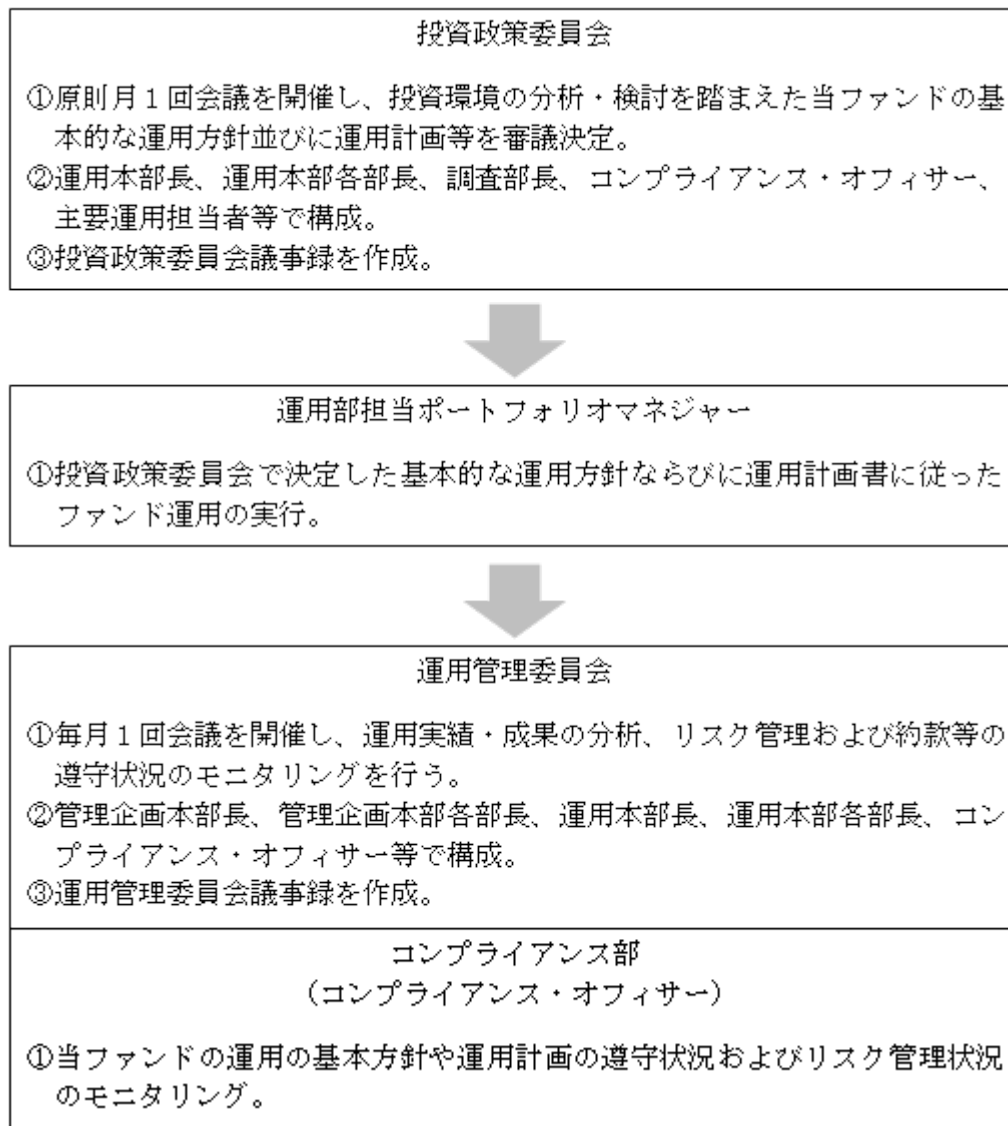 投資政策委員会
①原則月１回会議を開催し、投資環境の分析・検討を踏まえた当ファンドの基
本的な運用方針並びに運用計画等を審議決定。
②運用本部長、運用本部各部長、調査部長、コンプライアンス・オフィサー、
主要運用担当者等で構成。
③投資政策委員会議事録を作成。
運用部担当ポートフォリオマネジャー
①投資政策委員会で決定した基本的な運用方針ならびに運用計画書に従った
ファンド運用の実行。
運用管理委員会
①毎月１回会議を開催し、運用実績・成果の分析、リスク管理および約款等の
遵守状況のモニタリングを行う。
②管理企画本部長、管理企画本部各部長、運用本部長、運用本部各部長、コン
プライアンス・オフィサー等で構成。
③運用管理委員会議事録を作成。
コンプライアンス部
（コンプライアンス・オフィサー）
①当ファンドの運用の基本方針や運用計画の遵守状況およびリスク管理状況
のモニタリング。